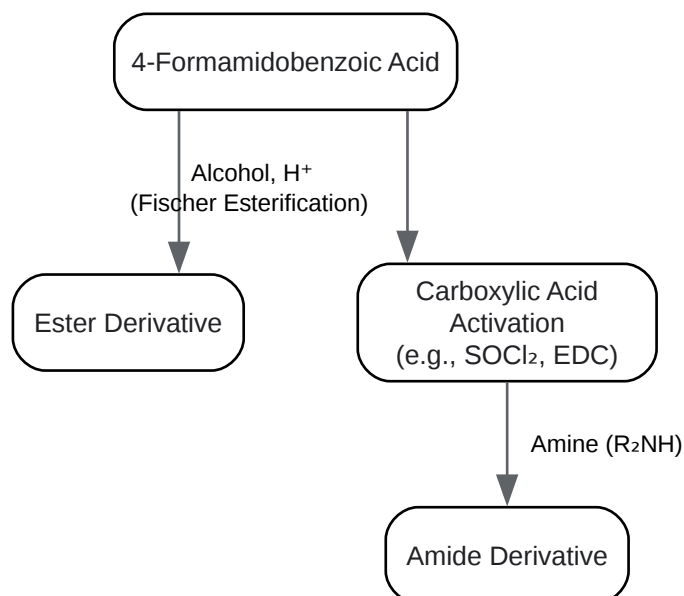 4-Formamidobenzoic Acid
Alcohol, H⁺
(Fischer Esterification)
Ester Derivative
Carboxylic Acid
Activation
(e.g., SOCl₂, EDC)
Amine (R₂NH)
Amide Derivative